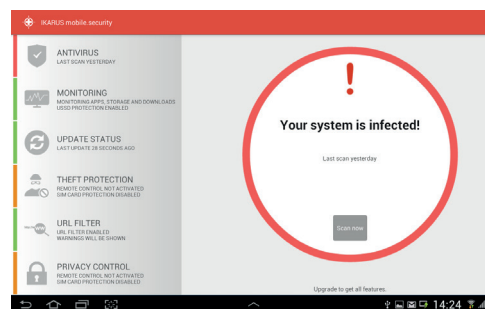 IKARUS mobile.security
ANTIVIRUS
LAST SCAN YESTERDAY
MONITORING
MONITORING APPS, STORAGE AND DOWNLOADS
USSD PROTECTION ENABLED
UPDATE STATUS
LAST UPDATE 28 SECONDS AGO
THEFT PROTECTION
REMOTE CONTROL NOT ACTIVATED
SIM CARD PROTECTION DISABLED
URL FILTER
URL FILTER ENABLED
WARNINGS WILL BE SHOWN
PRIVACY CONTROL
REMOTE CONTROL NOT ACTIVATED
SIM CARD PROTECTION DISABLED
!
Your system is infected!
Last scan yesterday
Scan now
Upgrade to get all features.
14:24